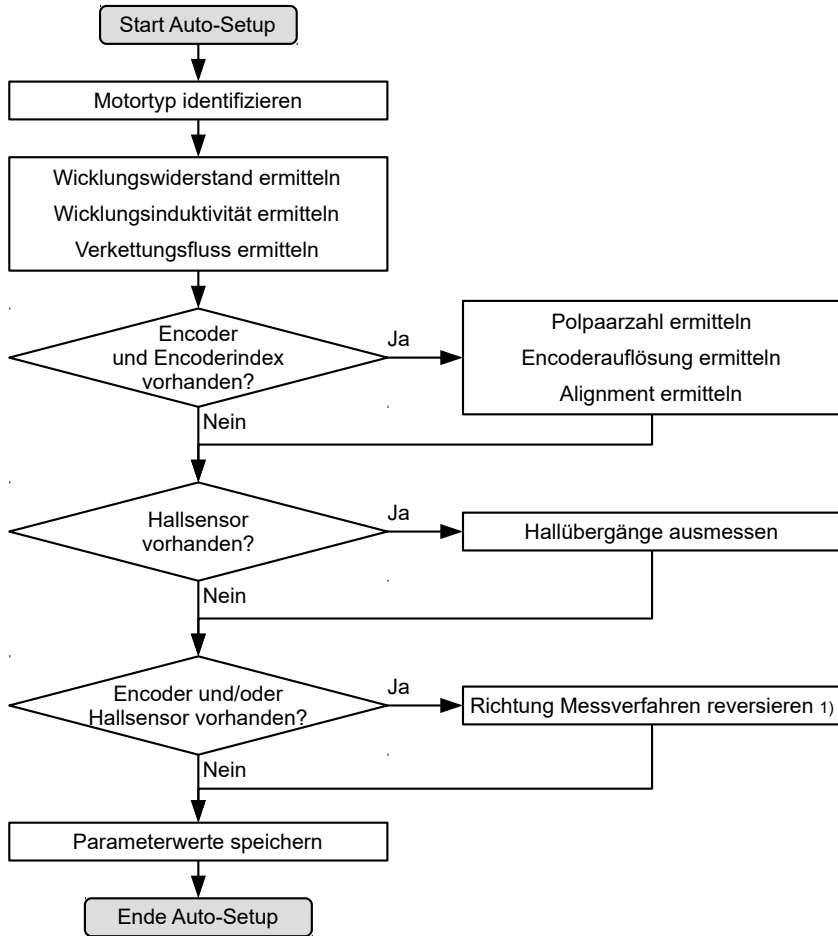 Start Auto-Setup
Motortyp identifizieren
Wicklungswiderstand ermitteln
Wicklungsinduktivität ermitteln
Verkettungsfluss ermitteln
Encoder
und Encoderindex
vorhanden?
Ja
Polpaarzahl ermitteln
Encoderauflösung ermitteln
Alignment ermitteln
Nein
Hallsensor
vorhanden?
Ja
Hallübergänge ausmessen
Nein
Encoder und/oder
Hallsensor vorhanden?
Ja
Richtung Messverfahren reversieren 1)
Nein
Parameterwerte speichern
Ende Auto-Setup